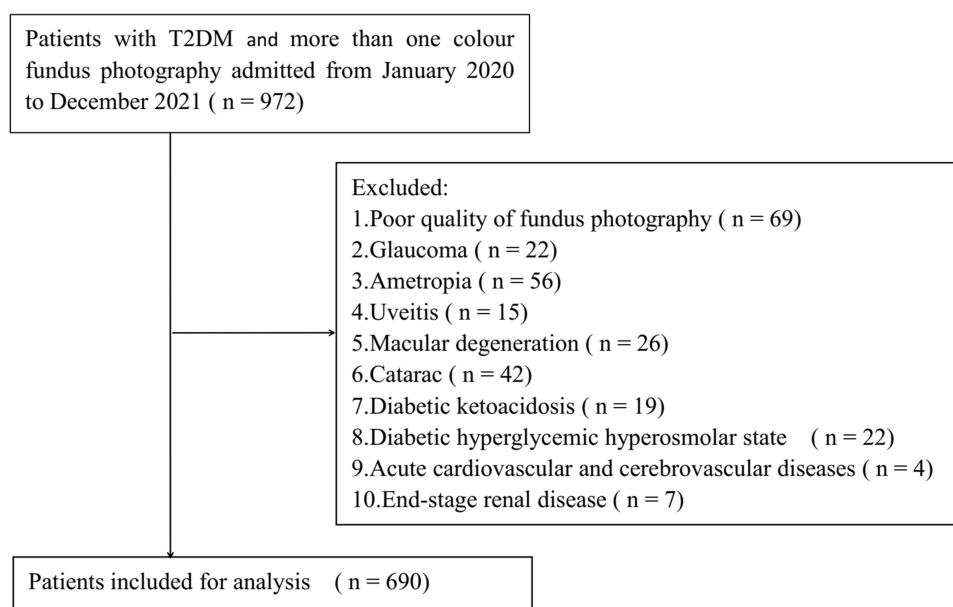 Patients with T2DM and more than one colour
fundus photography admitted from January 2020
to December 2021 ( n = 972)
Excluded:
1.Poor quality of fundus photography ( n = 69)
2.Glaucoma ( n = 22)
3.Ametropia ( n = 56)
4.Uveitis ( n = 15)
5.Macular degeneration ( n = 26)
6.Catarac ( n = 42)
7.Diabetic ketoacidosis ( n = 19)
8.Diabetic hyperglycemic hyperosmolar state ( n = 22)
9.Acute cardiovascular and cerebrovascular diseases ( n = 4)
10.End-stage renal disease ( n = 7)
Patients included for analysis ( n = 690)